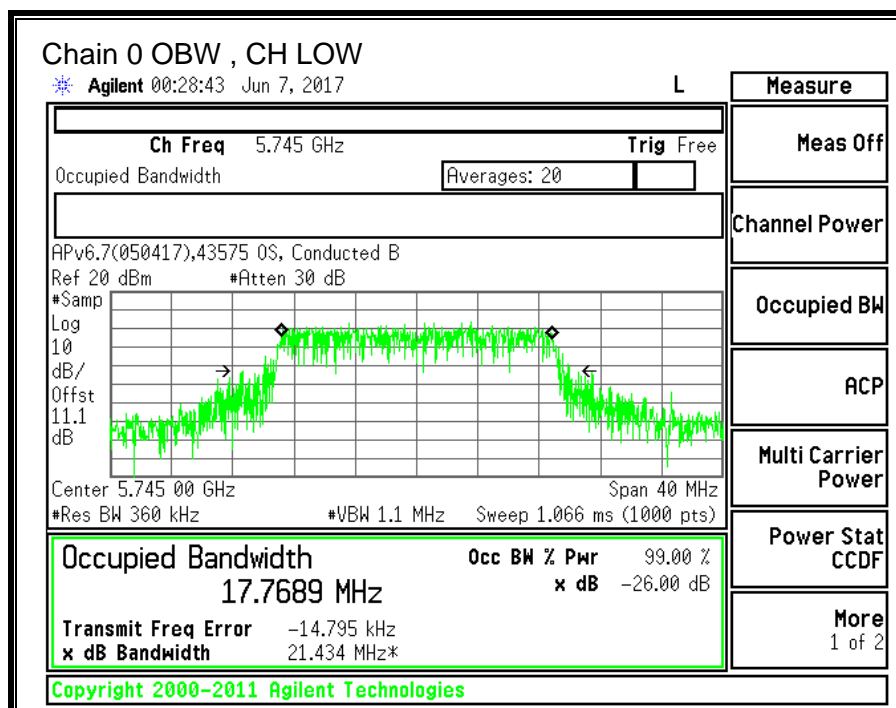 Chain 0 OBW , CH LOW
Agilent 00:28:43 Jun 7, 2017 L
Measure
Ch Freq 5.745 GHz Trig Free
Meas Off
Occupied Bandwidth Averages: 20
Channel Power
APv6.7(050417),43575 OS, Conducted B
Ref 20 dBm #Atten 30 dB
#Samp
Log
10
dB/
Offst
11.1
dB
Occupied BW
ACP
Center 5.745 00 GHz Span 40 MHz
#Res BW 360 kHz #VBW 1.1 MHz Sweep 1.066 ms (1000 pts)
Multi Carrier
Power
Occupied Bandwidth Occ BW % Pwr 99.00 %
17.7689 MHz x dB -26.00 dB
Power Stat
CCDF
Transmit Freq Error -14.795 kHz
x dB Bandwidth 21.434 MHz*
More
1 of 2
Copyright 2000-2011 Agilent Technologies